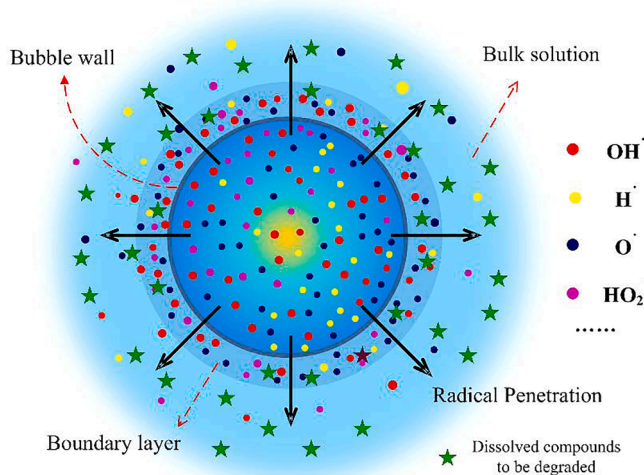 Bubble wall
Bulk solution
OH˙
H˙
O˙
HO₂
......
Radical Penetration
Boundary layer
Dissolved compounds
to be degraded